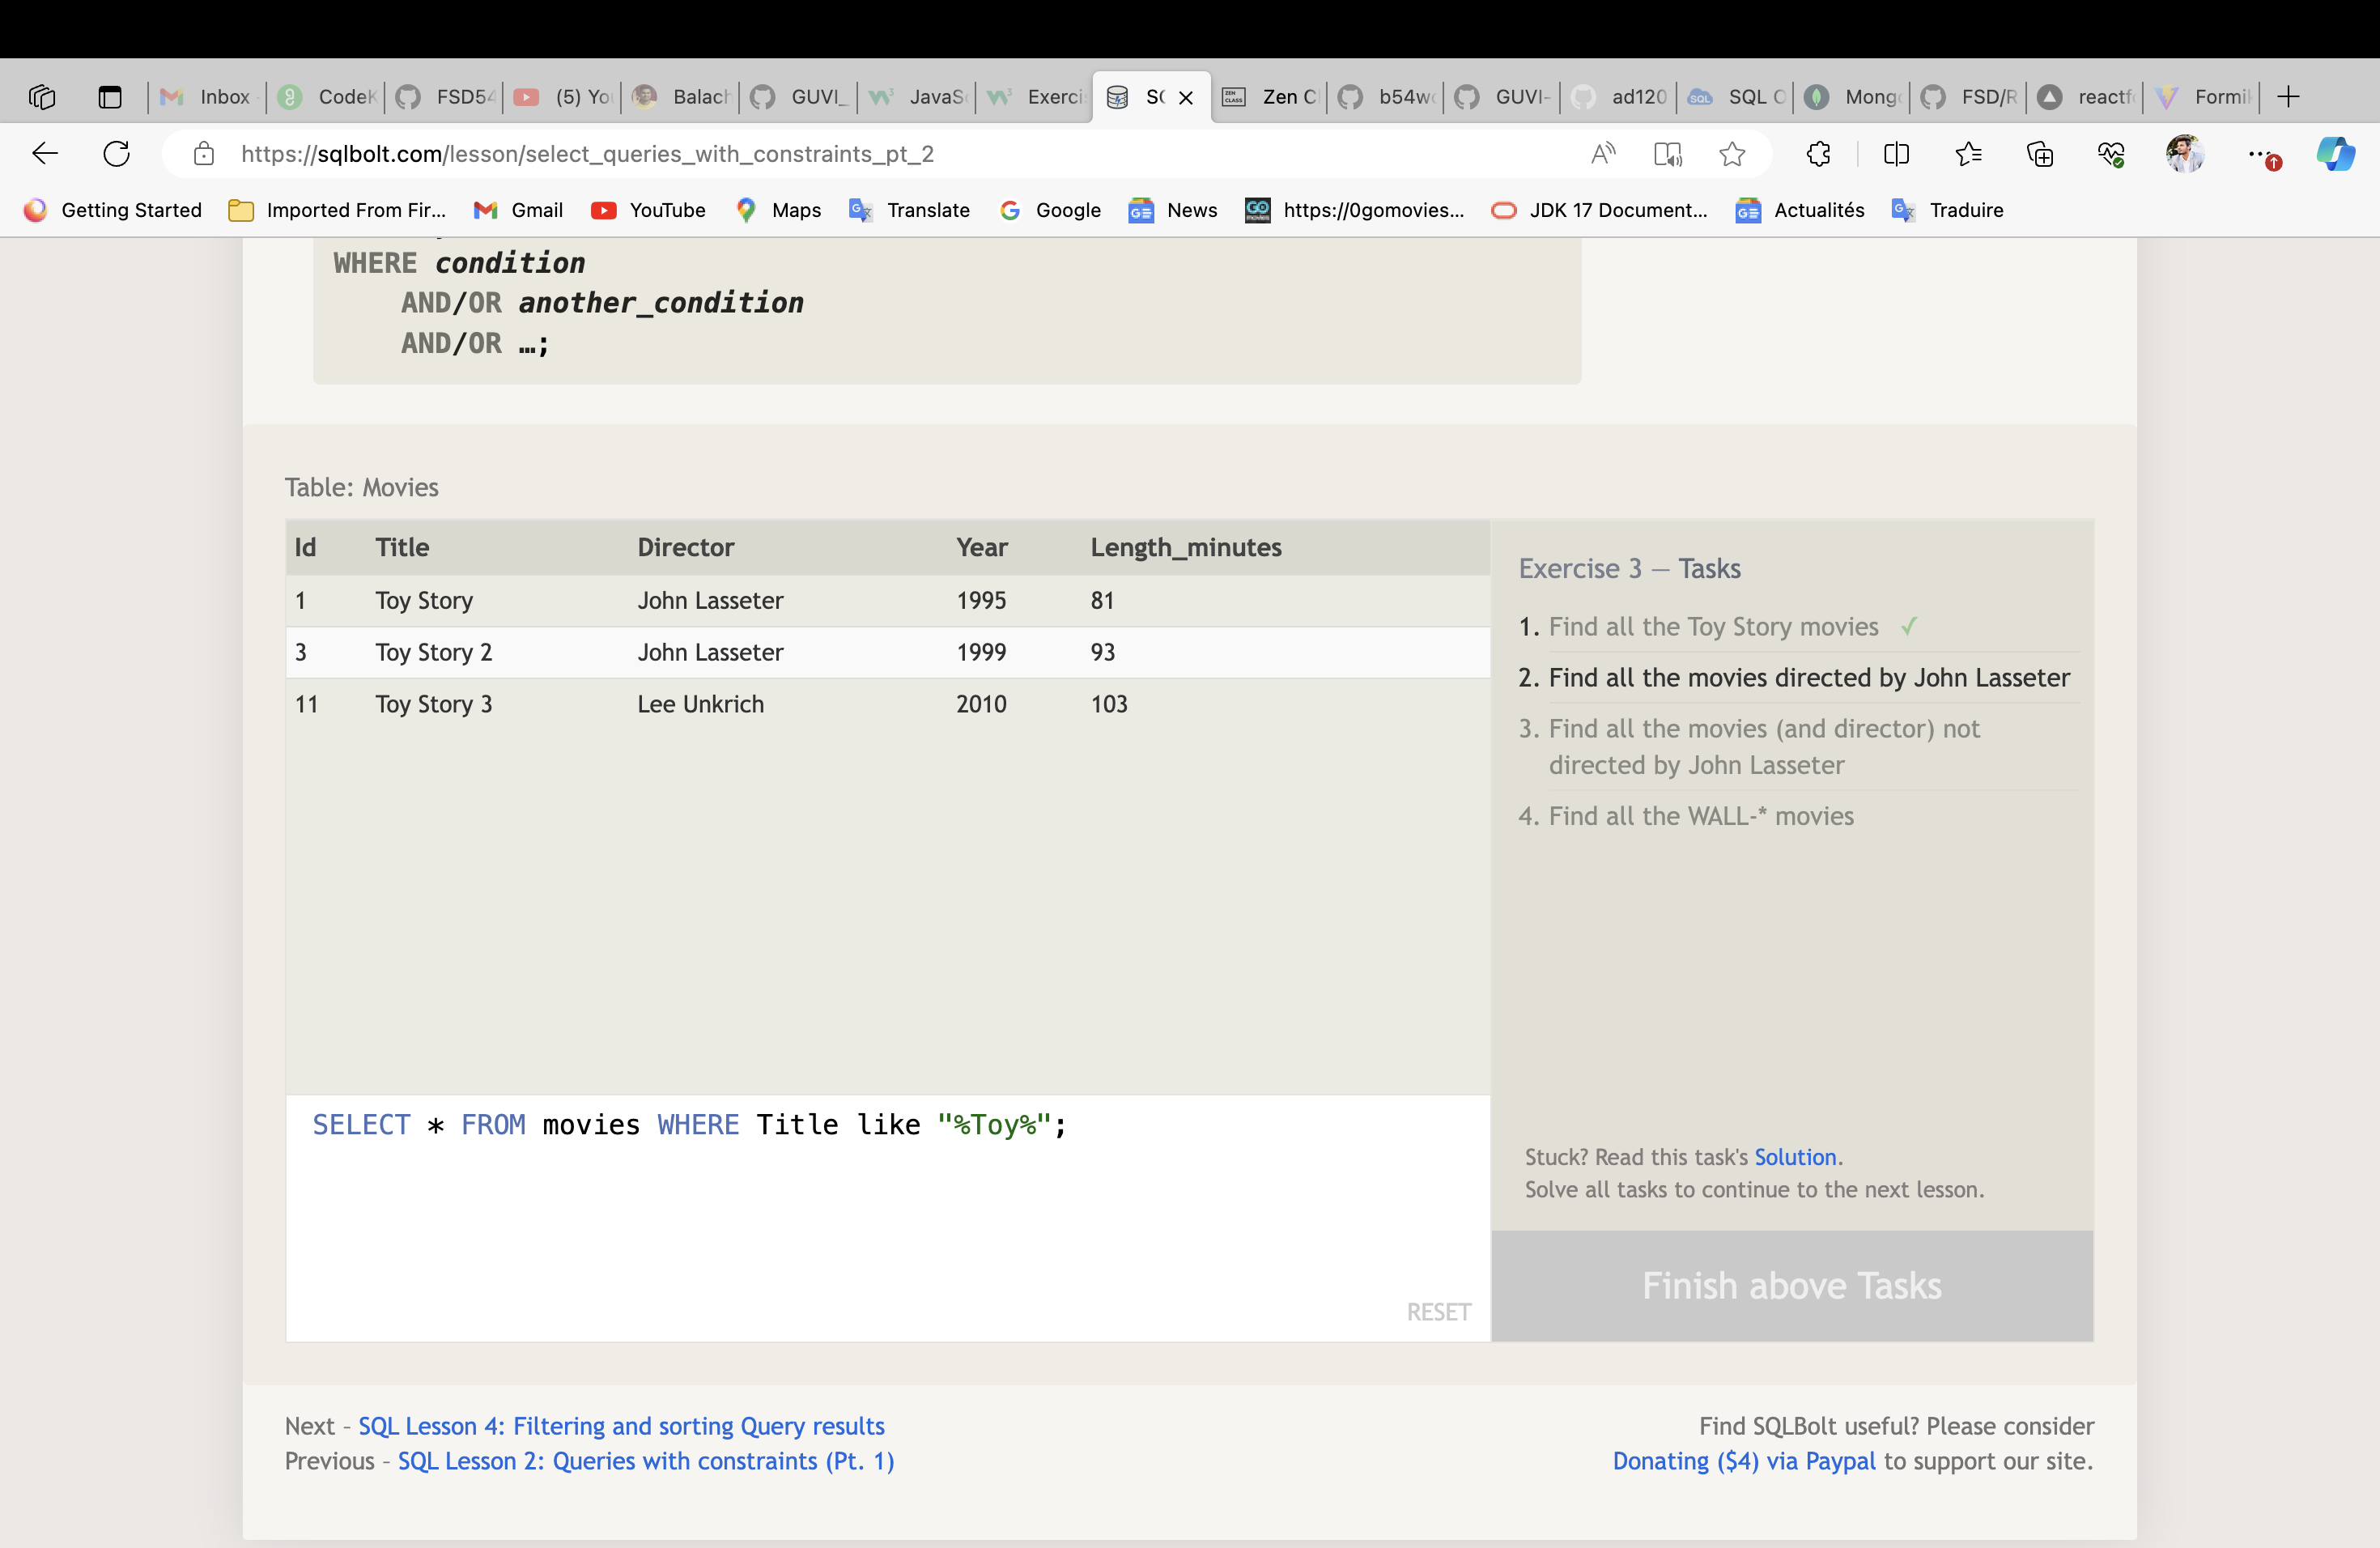 Inbox
CodeK
FSD54
(5) You
Balach
GUVI_
JavaSc
Exerci
SQ
Zen Cl
b54we
GUVI-
ad120
SQL O
Mongo
FSD/R
reactf
Formik
https://sqlbolt.com/lesson/select_queries_with_constraints_pt_2
Getting Started Imported From Fir... Gmail YouTube Maps Translate Google News https://0gomovies... JDK 17 Document... Actualités Traduire
WHERE condition
AND/OR another_condition
AND/OR …;
Table: Movies
Id Title Director Year Length_minutes
1 Toy Story John Lasseter 1995 81
3 Toy Story 2 John Lasseter 1999 93
11 Toy Story 3 Lee Unkrich 2010 103
SELECT * FROM movies WHERE Title like "%Toy%";
RESET
Exercise 3 — Tasks
1. Find all the Toy Story movies ✓
2. Find all the movies directed by John Lasseter
3. Find all the movies (and director) not
directed by John Lasseter
4. Find all the WALL-* movies
Stuck? Read this task's Solution.
Solve all tasks to continue to the next lesson.
Finish above Tasks
Next – SQL Lesson 4: Filtering and sorting Query results
Previous – SQL Lesson 2: Queries with constraints (Pt. 1)
Find SQLBolt useful? Please consider
Donating ($4) via Paypal to support our site.